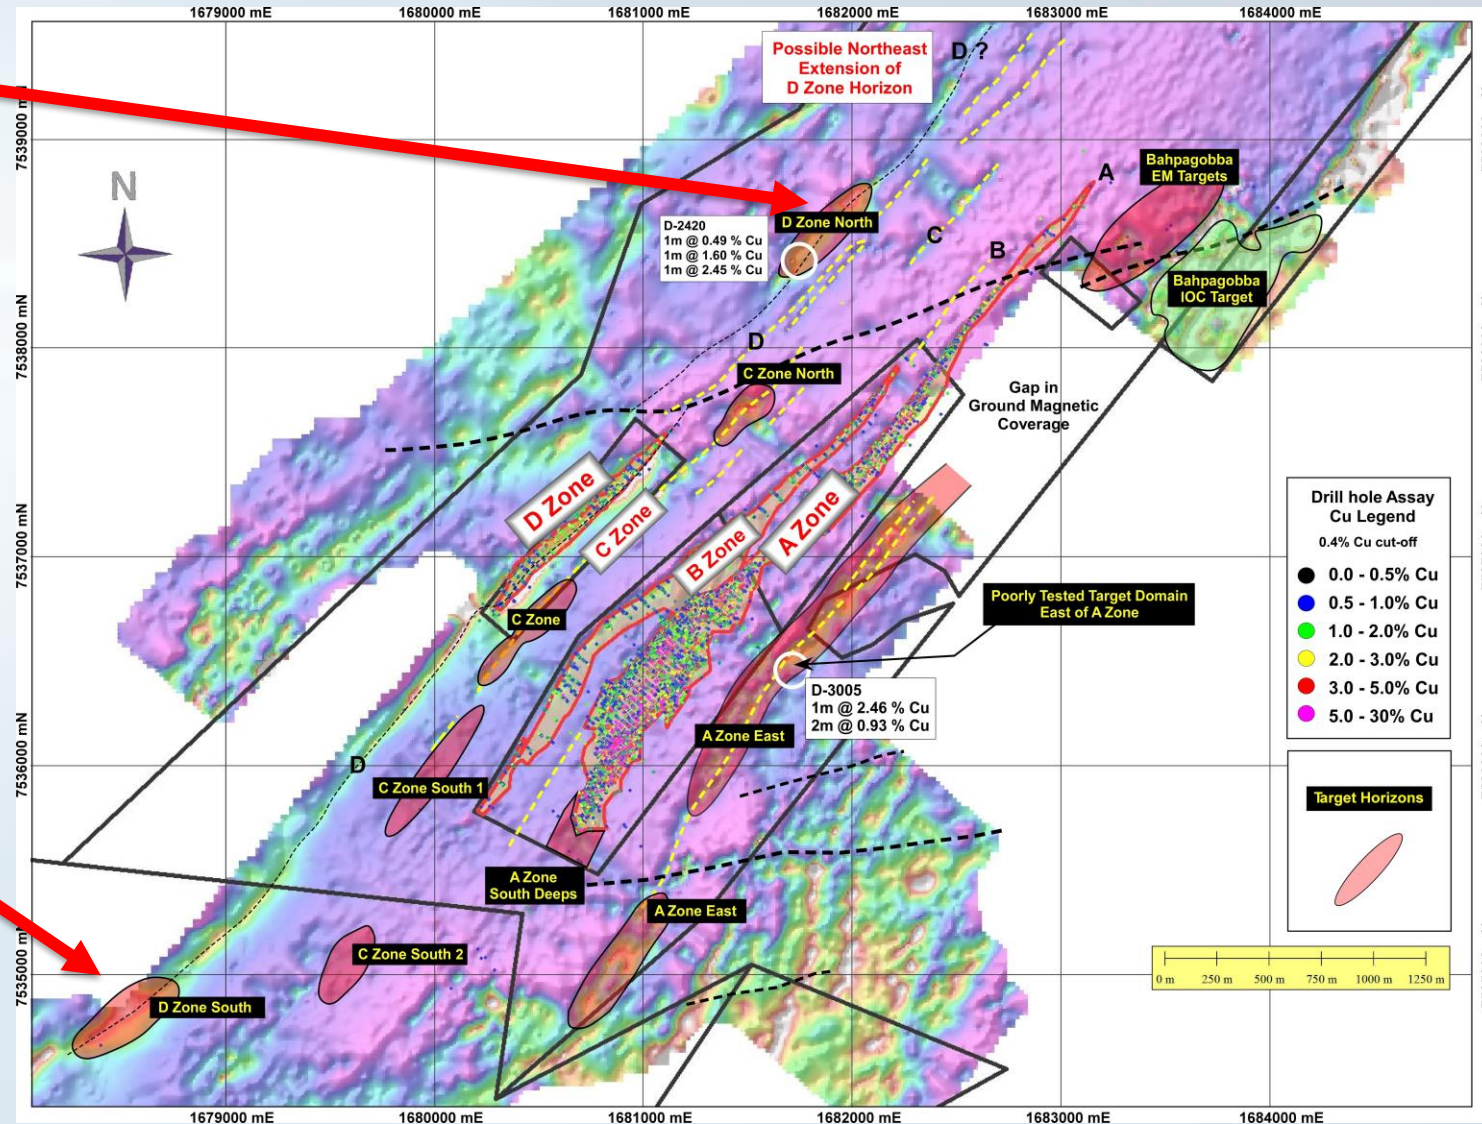 1679000 mE
1680000 mE
1681000 mE
1682000 mE
1683000 mE
1684000 mE
7539000 mN
7538000 mN
7537000 mN
7536000 mN
7535000 mN
Possible Northeast
Extension of
D Zone Horizon
D ?
N
A
Bahpagobba
EM Targets
D-2420
1m @ 0.49 % Cu
1m @ 1.60 % Cu
1m @ 2.45 % Cu
D Zone North
C
B
Bahpagobba
IOC Target
D
C Zone North
Gap in
Ground Magnetic
Coverage
D Zone
C Zone
B Zone
A Zone
C Zone
Poorly Tested Target Domain
East of A Zone
D-3005
1m @ 2.46 % Cu
2m @ 0.93 % Cu
A Zone East
D
C Zone South 1
A Zone
South Deeps
A Zone East
C Zone South 2
D Zone South
Drill hole Assay
Cu Legend
0.4% Cu cut-off
0.0 - 0.5% Cu
0.5 - 1.0% Cu
1.0 - 2.0% Cu
2.0 - 3.0% Cu
3.0 - 5.0% Cu
5.0 - 30% Cu
Target Horizons
0 m 250 m 500 m 750 m 1000 m 1250 m
1679000 mE
1680000 mE
1681000 mE
1682000 mE
1683000 mE
1684000 mE